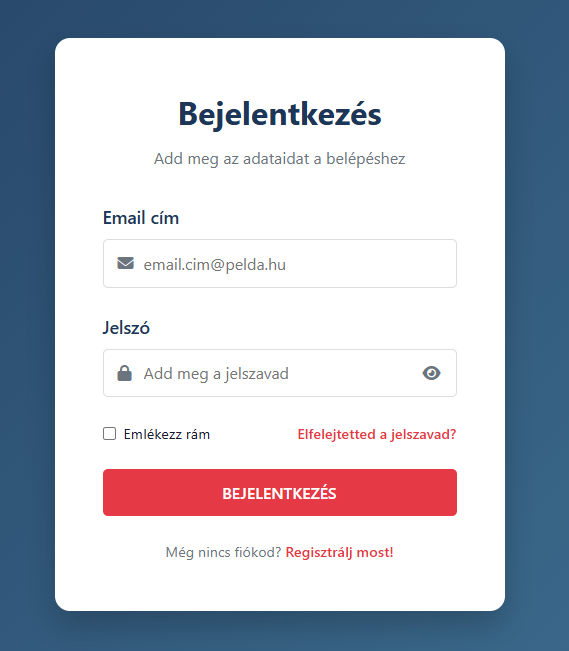 Bejelentkezés
Add meg az adataidat a belépéshez
Email cím
email.cim@pelda.hu
Jelszó
Add meg a jelszavad
Emlékezz rám Elfelejtetted a jelszavad?
BEJELENTKEZÉS
Még nincs fiókod? Regisztrálj most!